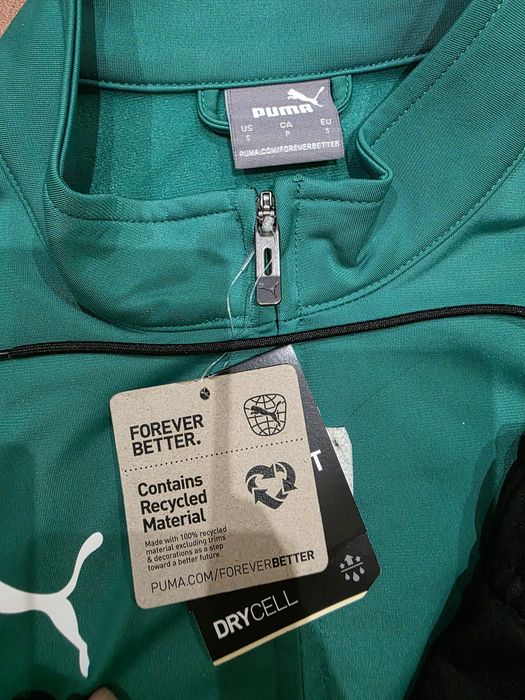 PUMA
US CA EU
S P S
PUMA.COM/FOREVERBETTER
FOREVER
BETTER.
Contains
Recycled
Material
Made with 100% recycled
material excluding trims
& decorations as a step
toward a better future.
PUMA.COM/FOREVERBETTER
T
DRYCELL